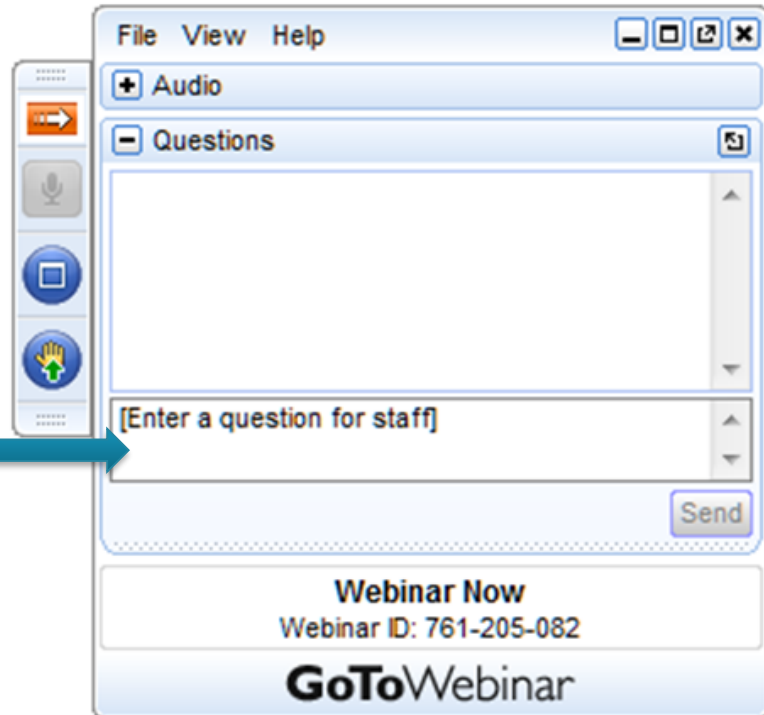 File View Help
Audio
Questions
[Enter a question for staff]
Send
Webinar Now
Webinar ID: 761-205-082
GoToWebinar